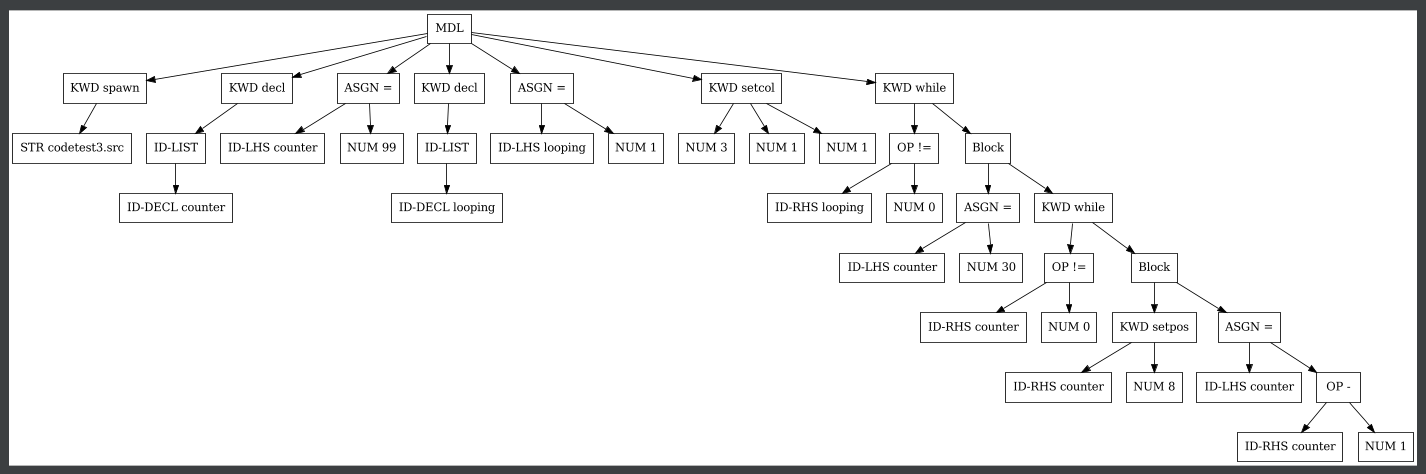 MDL
KWD spawn
KWD decl
ASGN =
KWD decl
ASGN =
KWD setcol
KWD while
STR codetest3.src
ID-LIST
ID-LHS counter
NUM 99
ID-LIST
ID-LHS looping
NUM 1
NUM 3
NUM 1
NUM 1
OP !=
Block
ID-DECL counter
ID-DECL looping
ID-RHS looping
NUM 0
ASGN =
KWD while
ID-LHS counter
NUM 30
OP !=
Block
ID-RHS counter
NUM 0
KWD setpos
ASGN =
ID-RHS counter
NUM 8
ID-LHS counter
OP -
ID-RHS counter
NUM 1